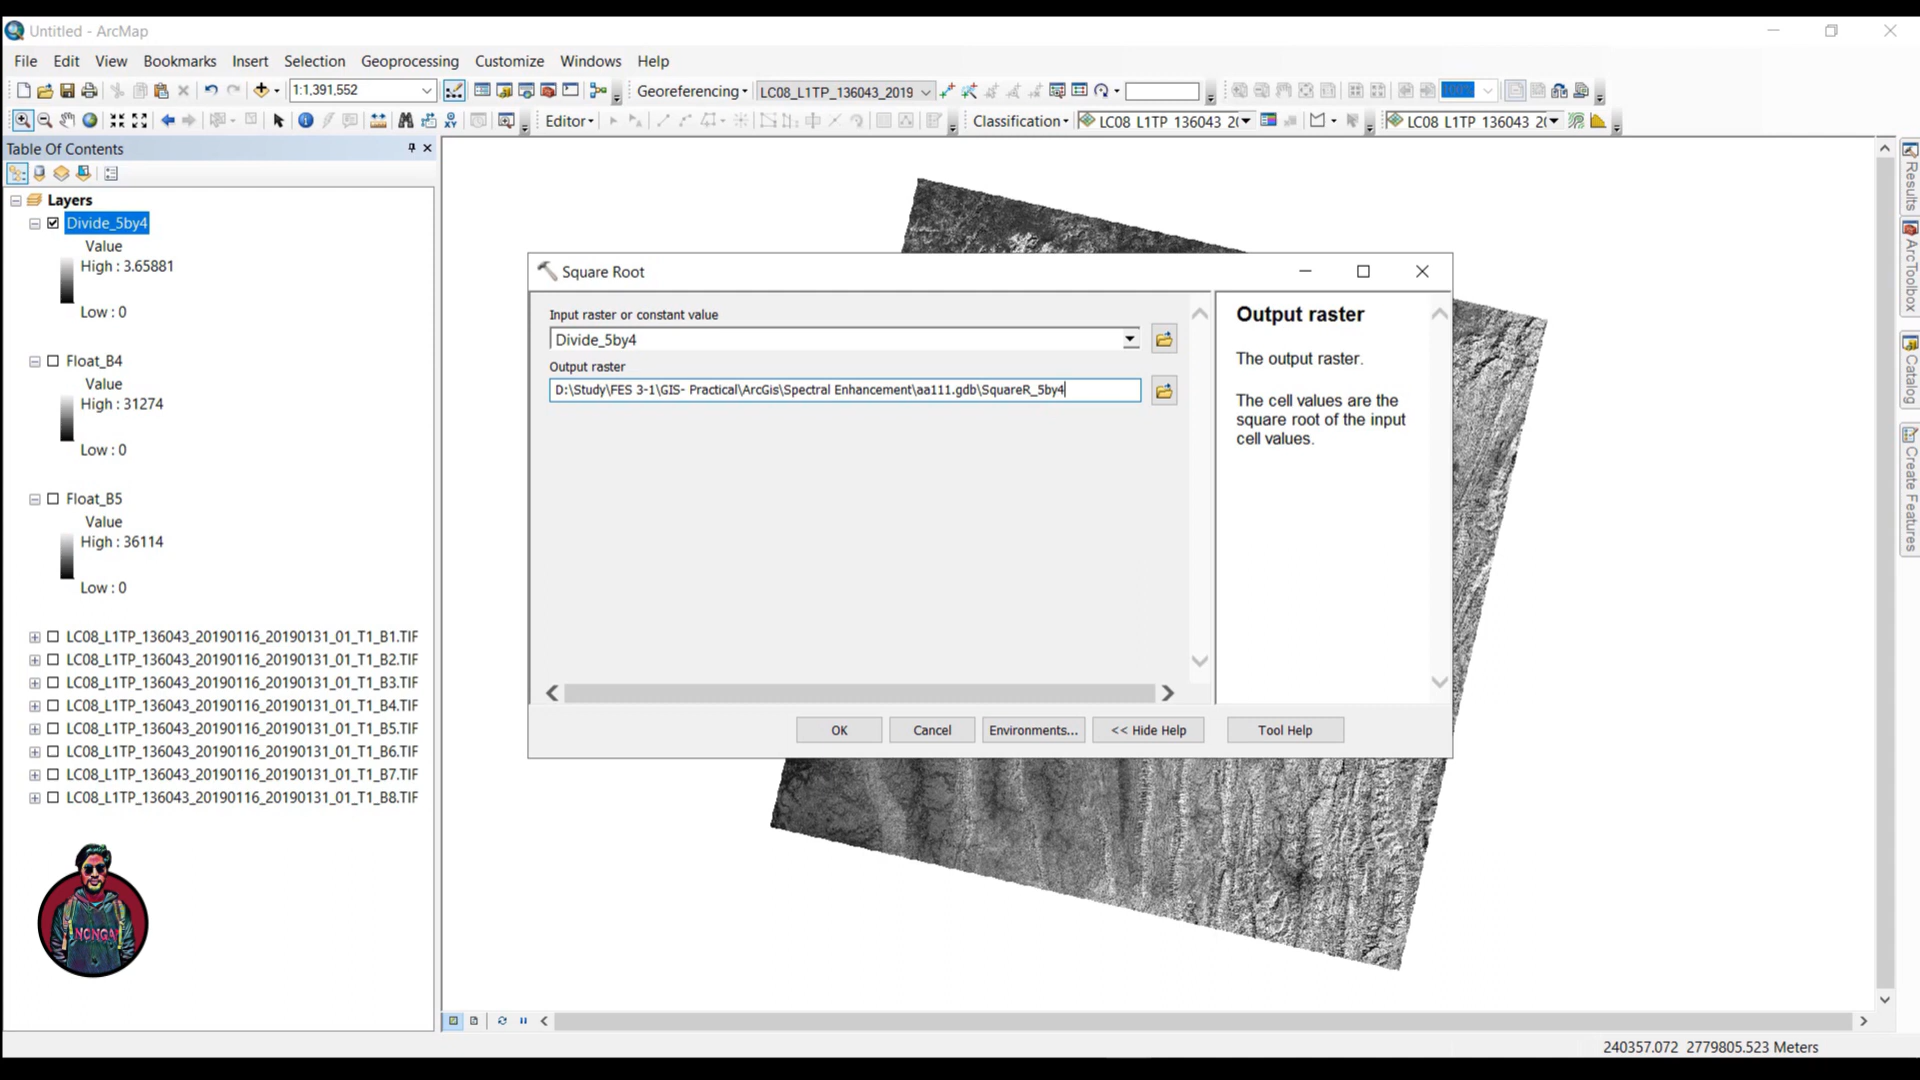 Untitled - ArcMap
File Edit View Bookmarks Insert Selection Geoprocessing Customize Windows Help
1:1,391,552 Georeferencing LC08_L1TP_136043_2019 100%
Editor Classification LC08 L1TP 136043 2( LC08 L1TP 136043 2(
Table Of Contents
Layers
Divide_5by4
Value
High : 3.65881
Low : 0
Float_B4
Value
High : 31274
Low : 0
Float_B5
Value
High : 36114
Low : 0
LC08_L1TP_136043_20190116_20190131_01_T1_B1.TIF
LC08_L1TP_136043_20190116_20190131_01_T1_B2.TIF
LC08_L1TP_136043_20190116_20190131_01_T1_B3.TIF
LC08_L1TP_136043_20190116_20190131_01_T1_B4.TIF
LC08_L1TP_136043_20190116_20190131_01_T1_B5.TIF
LC08_L1TP_136043_20190116_20190131_01_T1_B6.TIF
LC08_L1TP_136043_20190116_20190131_01_T1_B7.TIF
LC08_L1TP_136043_20190116_20190131_01_T1_B8.TIF
NONGA
Square Root
Input raster or constant value
Divide_5by4
Output raster
D:\Study\FES 3-1\GIS- Practical\ArcGis\Spectral Enhancement\aa111.gdb\SquareR_5by4
OK Cancel Environments... << Hide Help Tool Help
Output raster
The output raster.
The cell values are the
square root of the input
cell values.
Results
ArcToolbox
Catalog
Create Features
240357.072 2779805.523 Meters